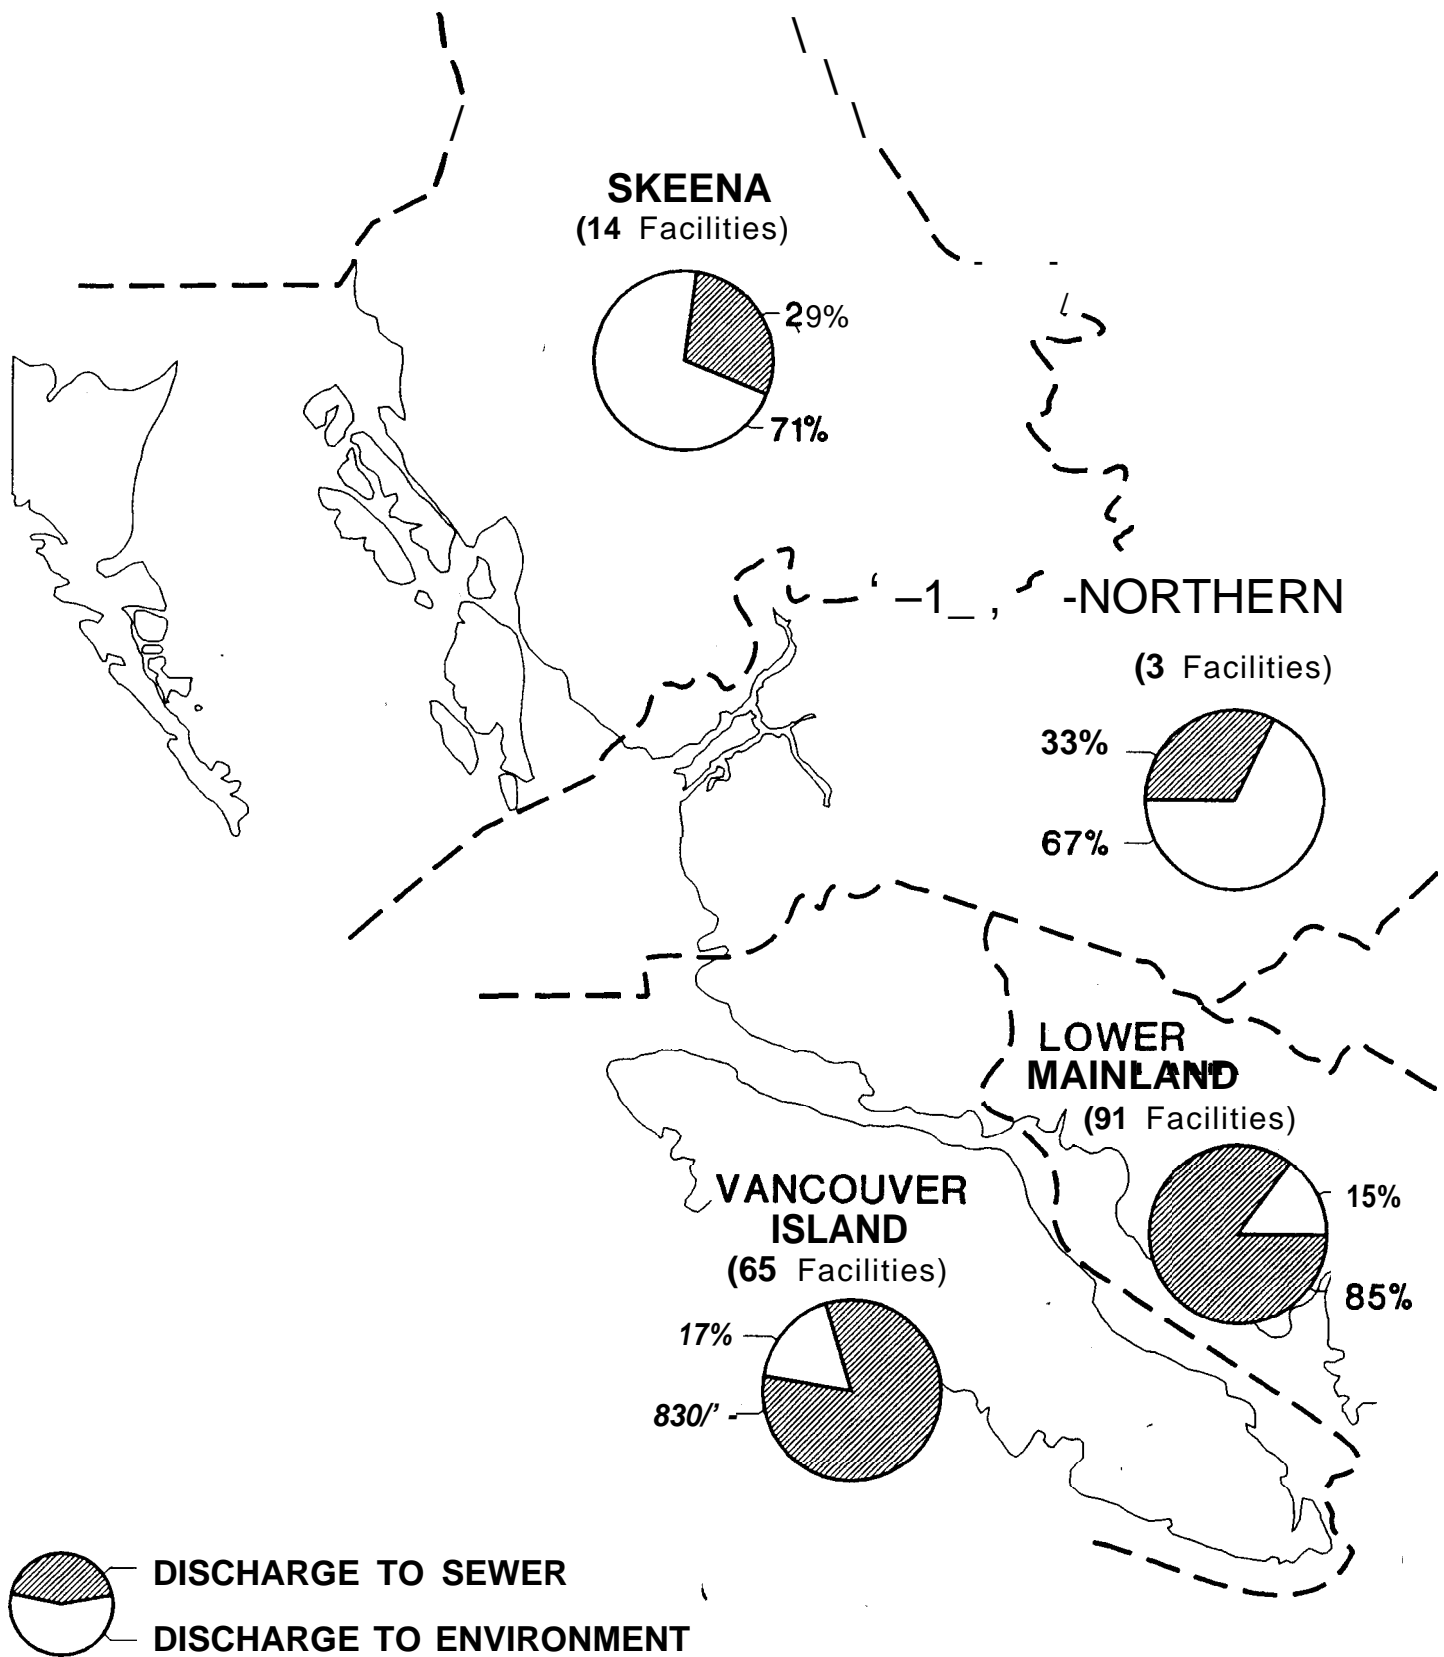 SKEENA
(14 Facilities)
29%
71%
-NORTHERN
(3 Facilities)
33%
67%
LOWER
MAINLAND
(91 Facilities)
15%
85%
VANCOUVER
ISLAND
(65 Facilities)
17%
830/' -
DISCHARGE TO SEWER
DISCHARGE TO ENVIRONMENT